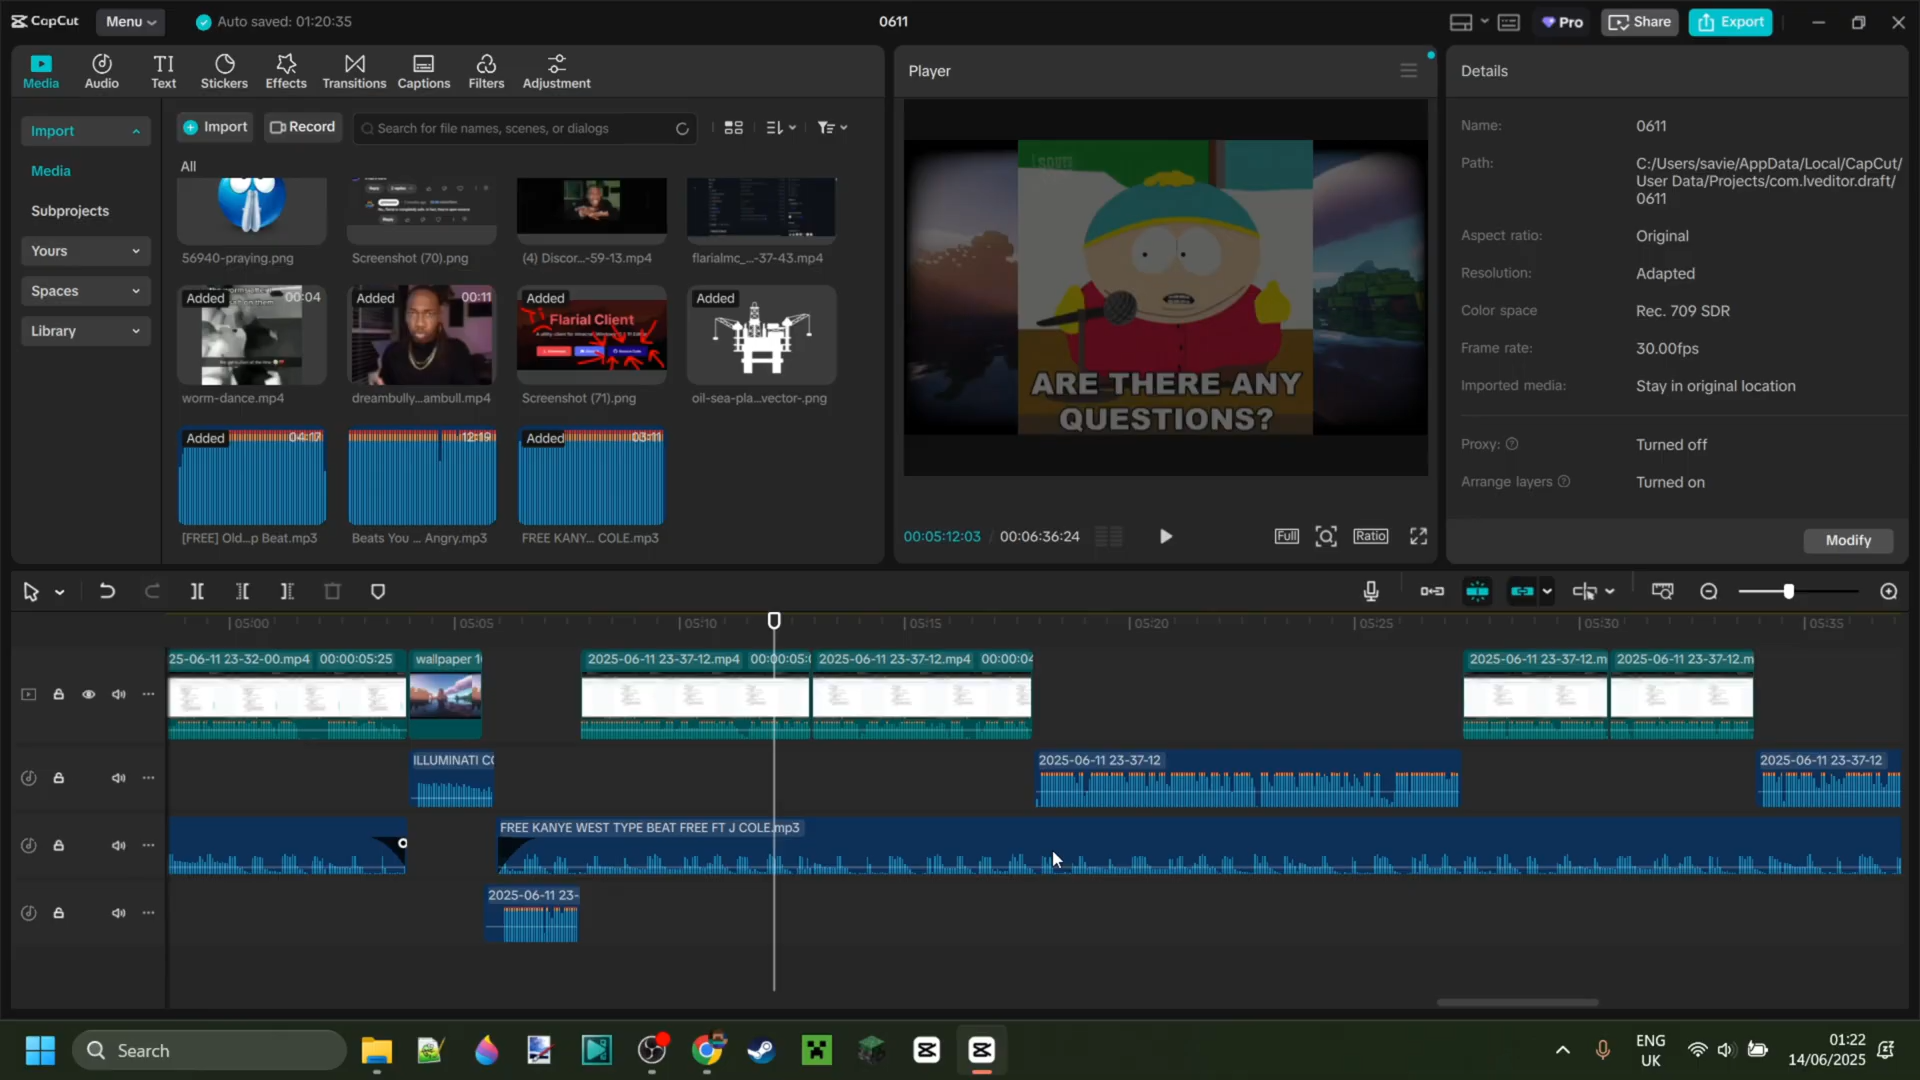 CapCut
Menu
Auto saved: 01:20:35
0611
Pro
Share
Export
Media
Audio
Text
Stickers
Effects
Transitions
Captions
Filters
Adjustment
Import
Media
Subprojects
Yours
Spaces
Library
Import
Record
Search for file names, scenes, or dialogs
All
56940-praying.png
Screenshot (70).png
(4) Discor...-59-13.mp4
flarialmc_...-37-43.mp4
Added
00:04
Added
00:11
Added
Flarial Client
Added
worm-dance.mp4
dreambully...ambull.mp4
Screenshot (71).png
oil-sea-pla...vector-.png
Added
04:17
12:19
Added
03:11
[FREE] Old...p Beat.mp3
Beats You ... Angry.mp3
FREE KANY... COLE.mp3
Player
ARE THERE ANY
QUESTIONS?
00:05:12:03 / 00:06:36:24
Full
Ratio
Details
Name:
0611
Path:
C:/Users/savie/AppData/Local/CapCut/
User Data/Projects/com.lveditor.draft/
0611
Aspect ratio:
Original
Resolution:
Adapted
Color space
Rec. 709 SDR
Frame rate:
30.00fps
Imported media:
Stay in original location
Proxy:
Turned off
Arrange layers
Turned on
Modify
05:00
05:05
05:10
05:15
05:20
05:25
05:30
05:35
25-06-11 23-32-00.mp4 00:00:05:25
wallpaper 1
2025-06-11 23-37-12.mp4 00:00:05:
2025-06-11 23-37-12.mp4 00:00:04
2025-06-11 23-37-12.m
2025-06-11 23-37-12.m
ILLUMINATI CO
2025-06-11 23-37-12
2025-06-11 23-37-12
FREE KANYE WEST TYPE BEAT FREE FT J COLE.mp3
2025-06-11 23-
Search
ENG
UK
01:22
14/06/2025